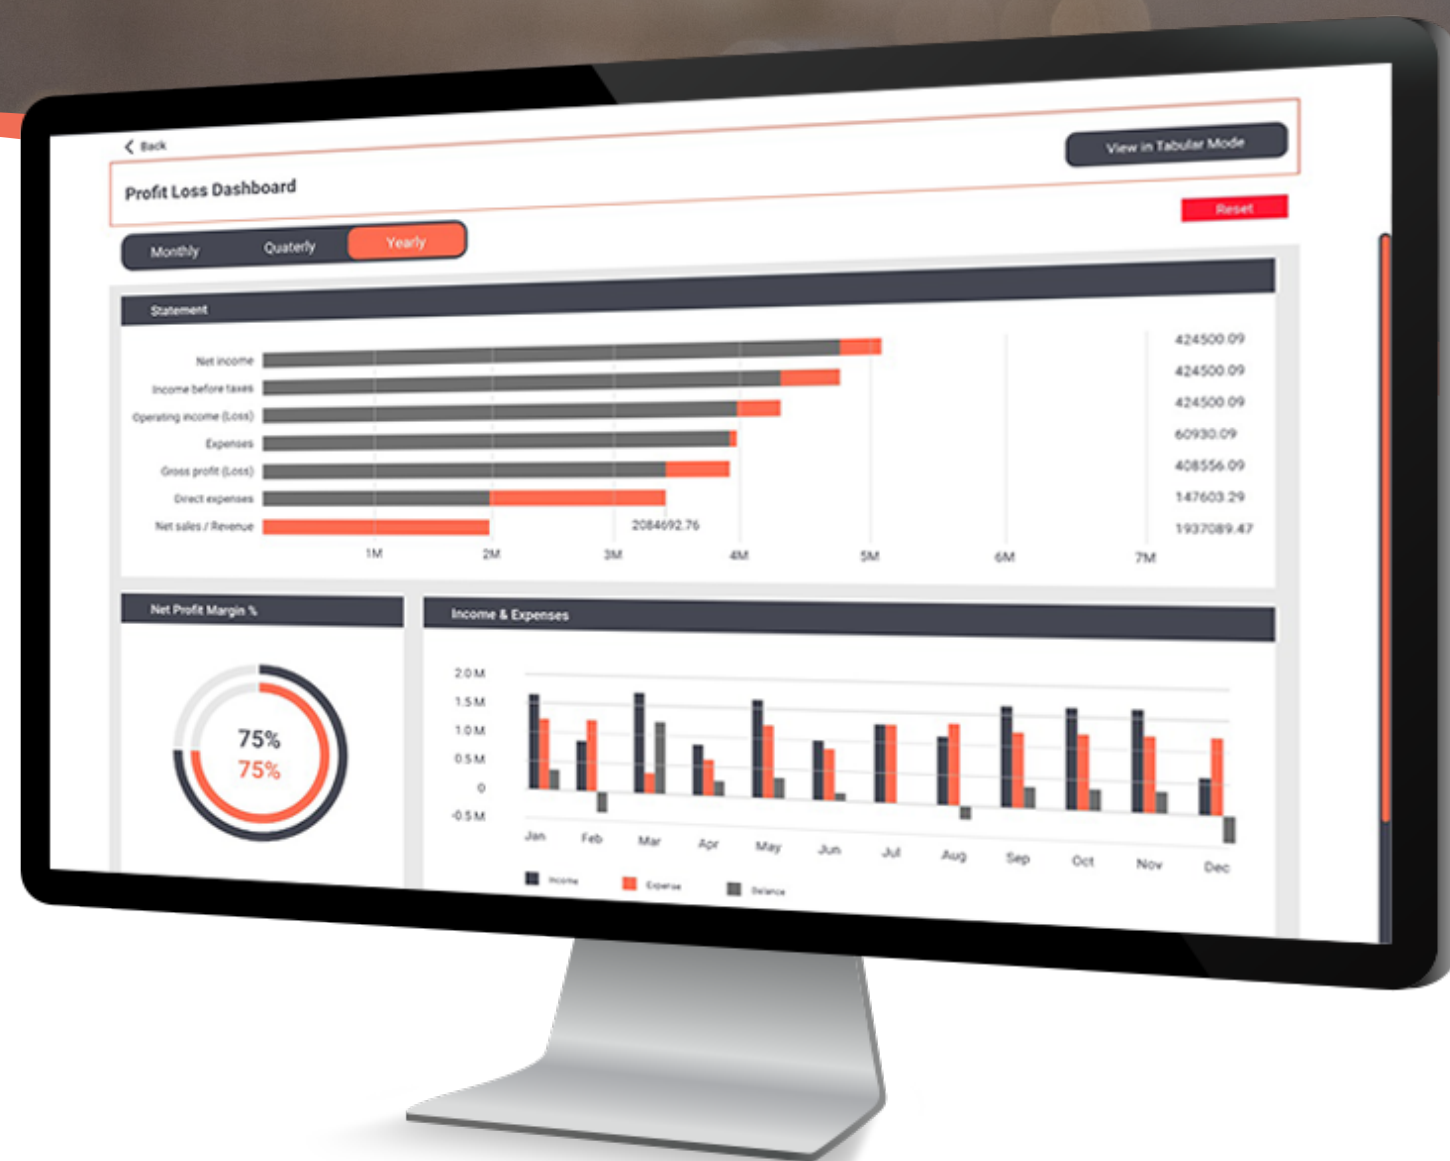 Back
View in Tabular Mode
Profit Loss Dashboard
Reset
Monthly Quaterly Yearly
Statement
Net income 424500.09
Income before taxes 424500.09
Operating income (Loss) 424500.09
Expenses 60930.09
Gross profit (Loss) 408556.09
Direct expenses 147603.29
Net sales / Revenue 2084692.76 1937089.47
1M 2M 3M 4M 5M 6M 7M
Net Profit Margin %
75%
75%
Income & Expenses
2.0 M
1.5 M
1.0 M
0.5 M
0
-0.5 M
Jan Feb Mar Apr May Jun Jul Aug Sep Oct Nov Dec
Income Expense Balance